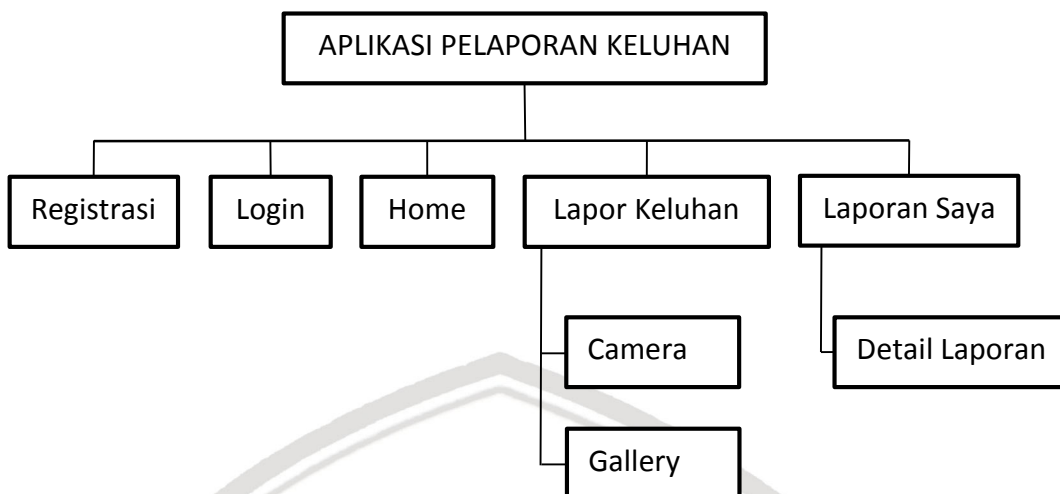 APLIKASI PELAPORAN KELUHAN
Registrasi
Login
Home
Lapor Keluhan
Laporan Saya
Camera
Detail Laporan
Gallery